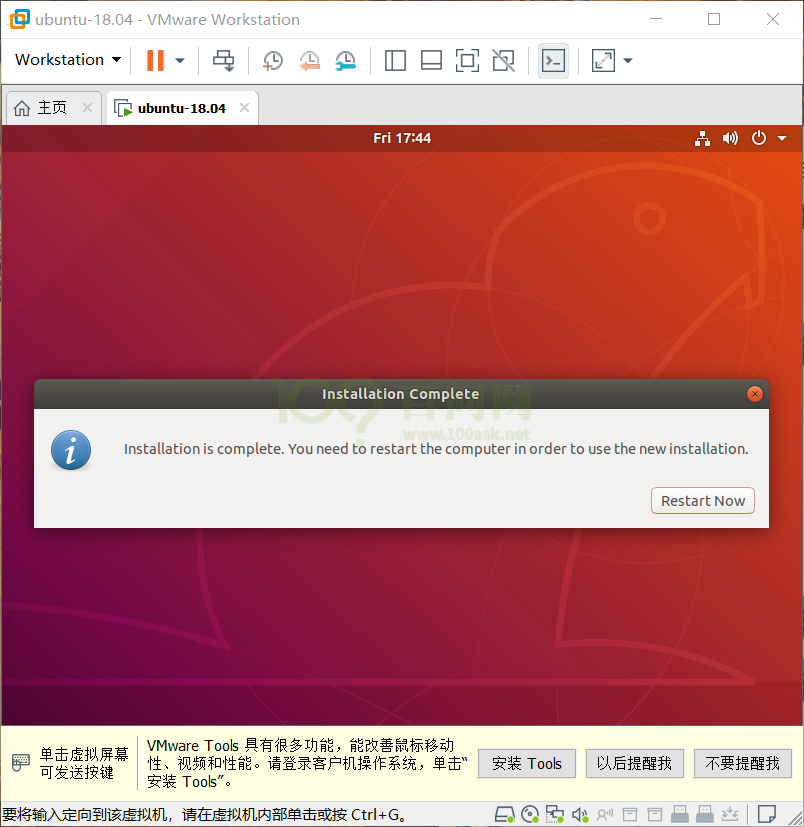 ubuntu-18.04 - VMware Workstation
Workstation
主页
ubuntu-18.04
Fri 17:44
Installation Complete
100ask.net
Installation is complete. You need to restart the computer in order to use the new installation.
Restart Now
单击虚拟屏幕
可发送按键
VMware Tools 具有很多功能，能改善鼠标移动
性、视频和性能。请登录客户机操作系统，单击“
安装 Tools”。
安装 Tools
以后提醒我
不要提醒我
要将输入定向到该虚拟机，请在虚拟机内部单击或按 Ctrl+G。